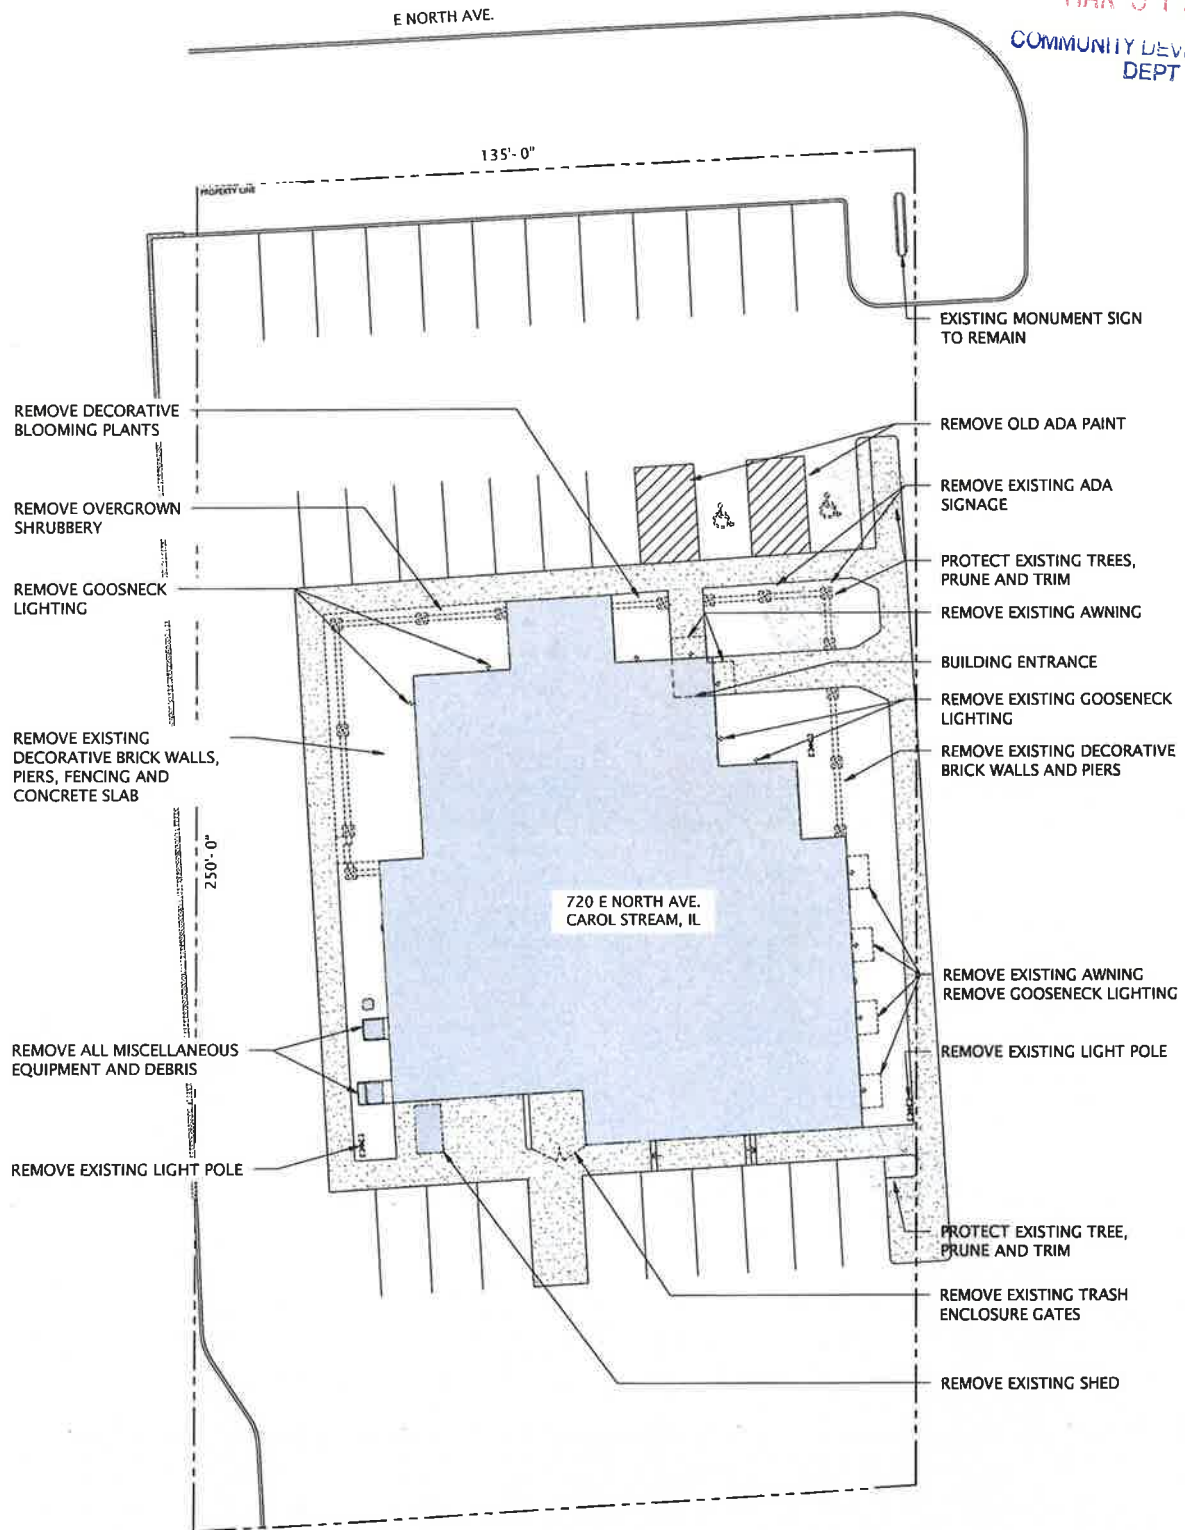 E NORTH AVE.
COMMUNITY
DEPT
135'- 0"
PROPERTY LINE
EXISTING MONUMENT SIGN
TO REMAIN
REMOVE DECORATIVE
BLOOMING PLANTS
REMOVE OLD ADA PAINT
REMOVE OVERGROWN
SHRUBBERY
REMOVE EXISTING ADA
SIGNAGE
REMOVE GOOSNECK
LIGHTING
PROTECT EXISTING TREES,
PRUNE AND TRIM
REMOVE EXISTING AWNING
BUILDING ENTRANCE
REMOVE EXISTING GOOSENECK
LIGHTING
REMOVE EXISTING
DECORATIVE BRICK WALLS,
PIERS, FENCING AND
CONCRETE SLAB
REMOVE EXISTING DECORATIVE
BRICK WALLS AND PIERS
250'- 0"
720 E NORTH AVE.
CAROL STREAM, IL
REMOVE EXISTING AWNING
REMOVE GOOSENECK LIGHTING
REMOVE ALL MISCELLANEOUS
EQUIPMENT AND DEBRIS
REMOVE EXISTING LIGHT POLE
REMOVE EXISTING LIGHT POLE
PROTECT EXISTING TREE,
PRUNE AND TRIM
REMOVE EXISTING TRASH
ENCLOSURE GATES
REMOVE EXISTING SHED